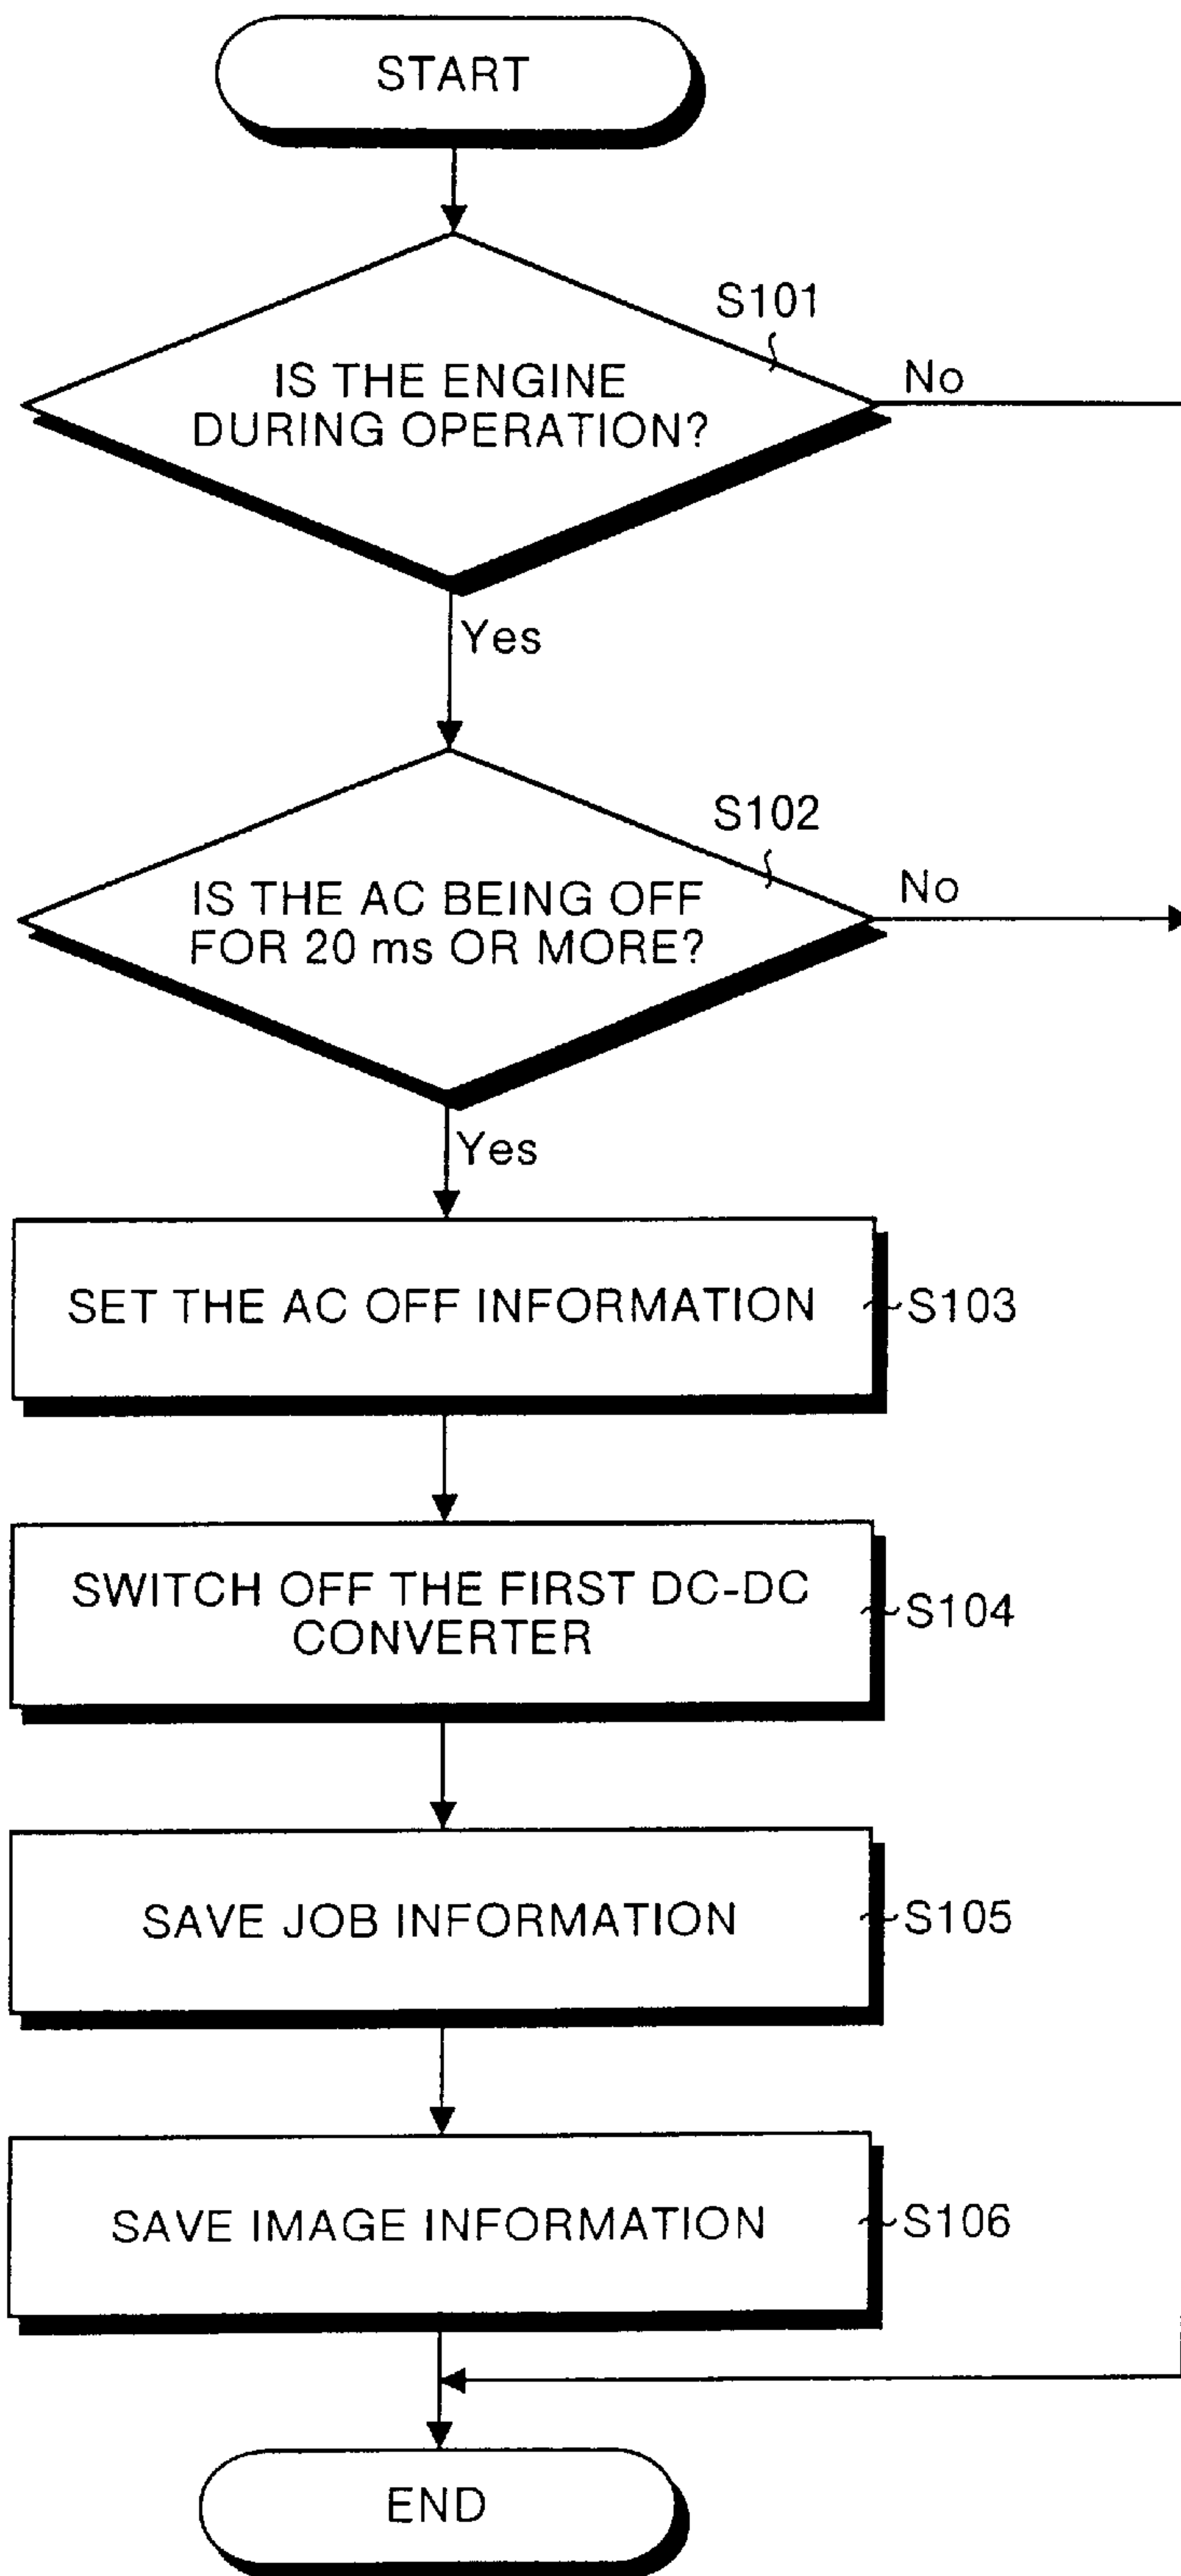 START
S101
IS THE ENGINE
DURING OPERATION?
No
Yes
S102
IS THE AC BEING OFF
FOR 20 ms OR MORE?
No
Yes
SET THE AC OFF INFORMATION
S103
SWITCH OFF THE FIRST DC-DC
CONVERTER
S104
SAVE JOB INFORMATION
S105
SAVE IMAGE INFORMATION
S106
END